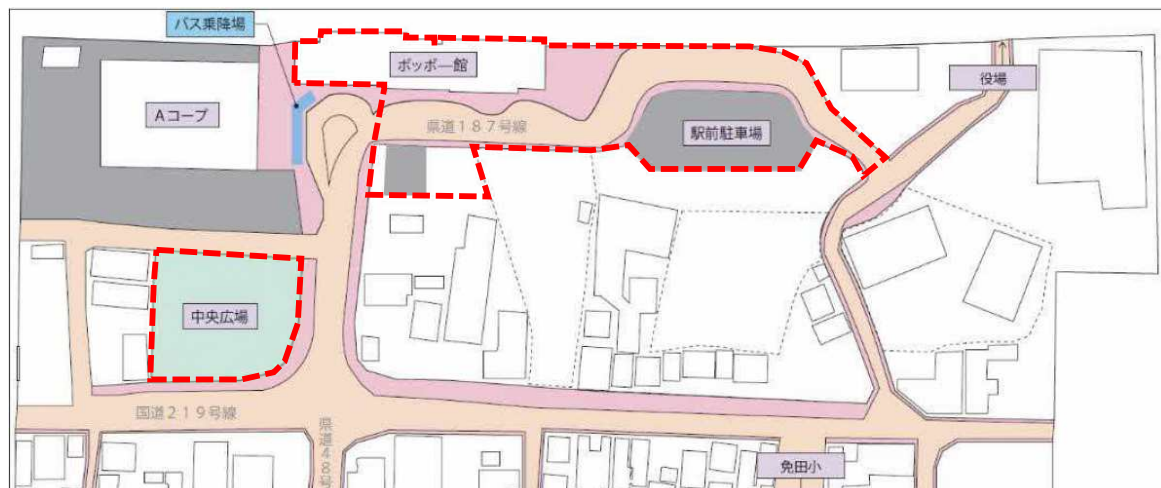 バス乗降場
ポッポー館
Aコープ
役場
県道187号線
駅前駐車場
中央広場
国道219号線
県道48号
免田小